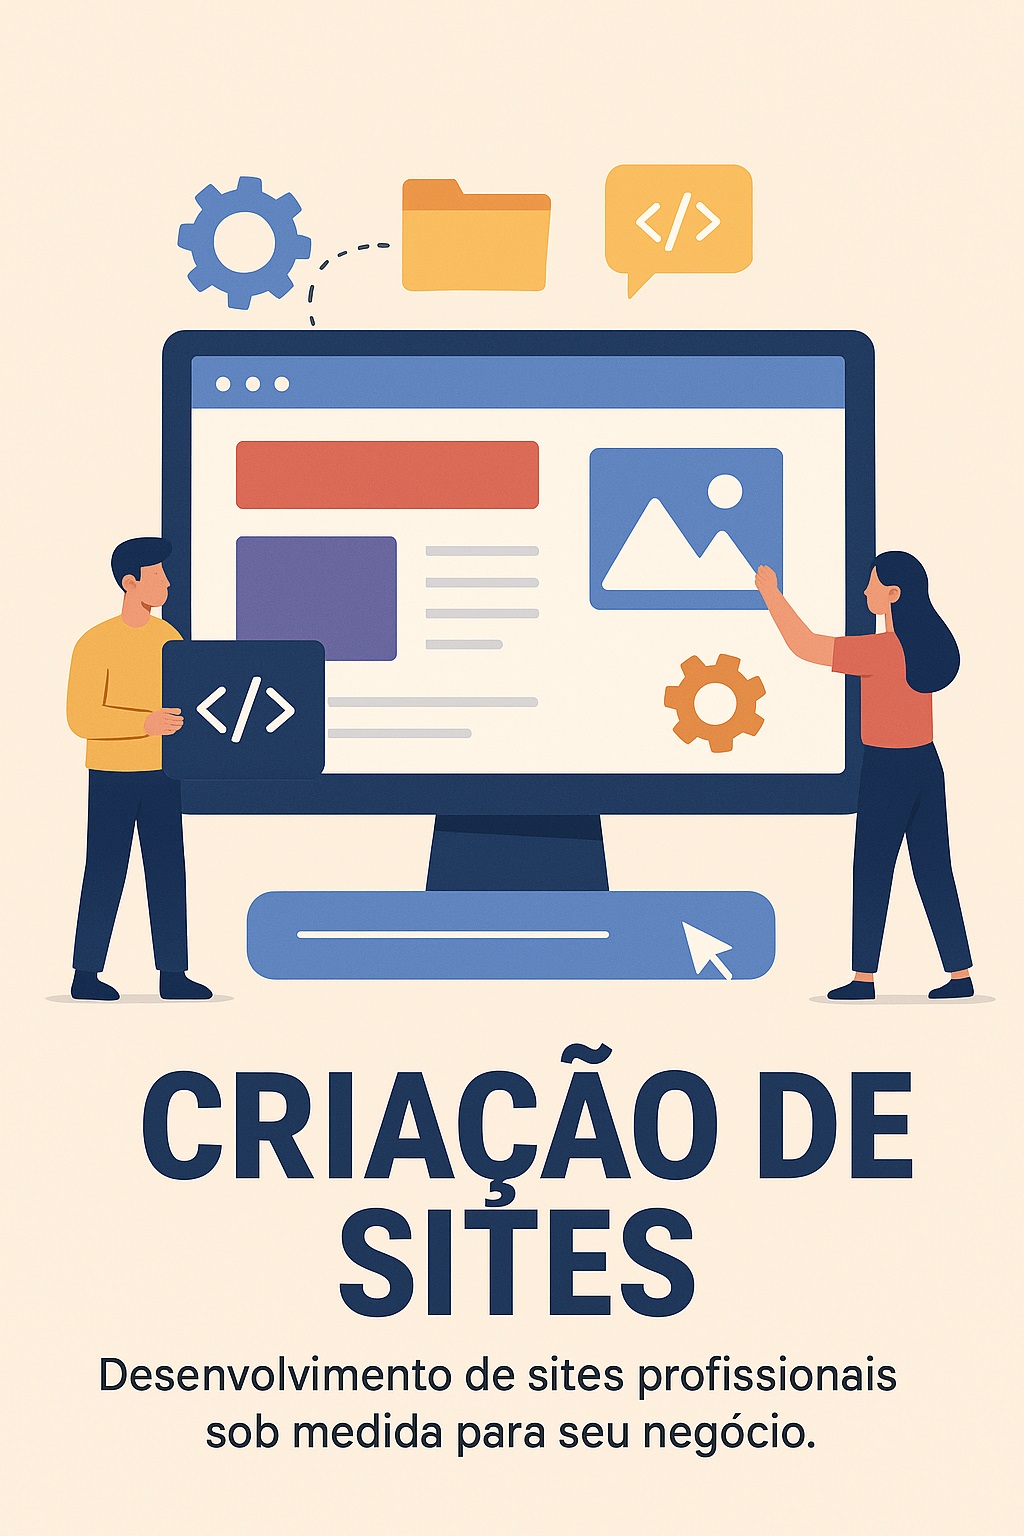 </>
</>
CRIAÇÃO DE
SITES
Desenvolvimento de sites profissionais
sob medida para seu negócio.